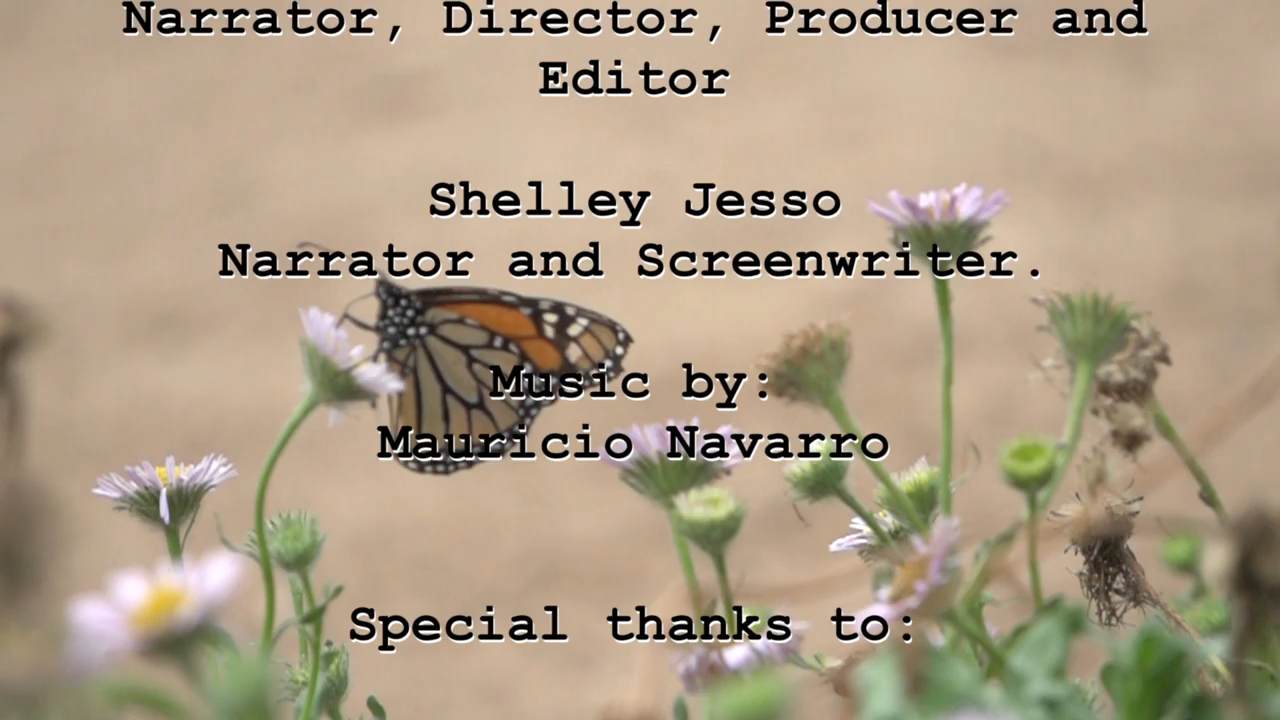 Narrator, Director, Producer and
Editor
Shelley Jesso
Narrator and Screenwriter.
Music by:
Mauricio Navarro
Special thanks to: